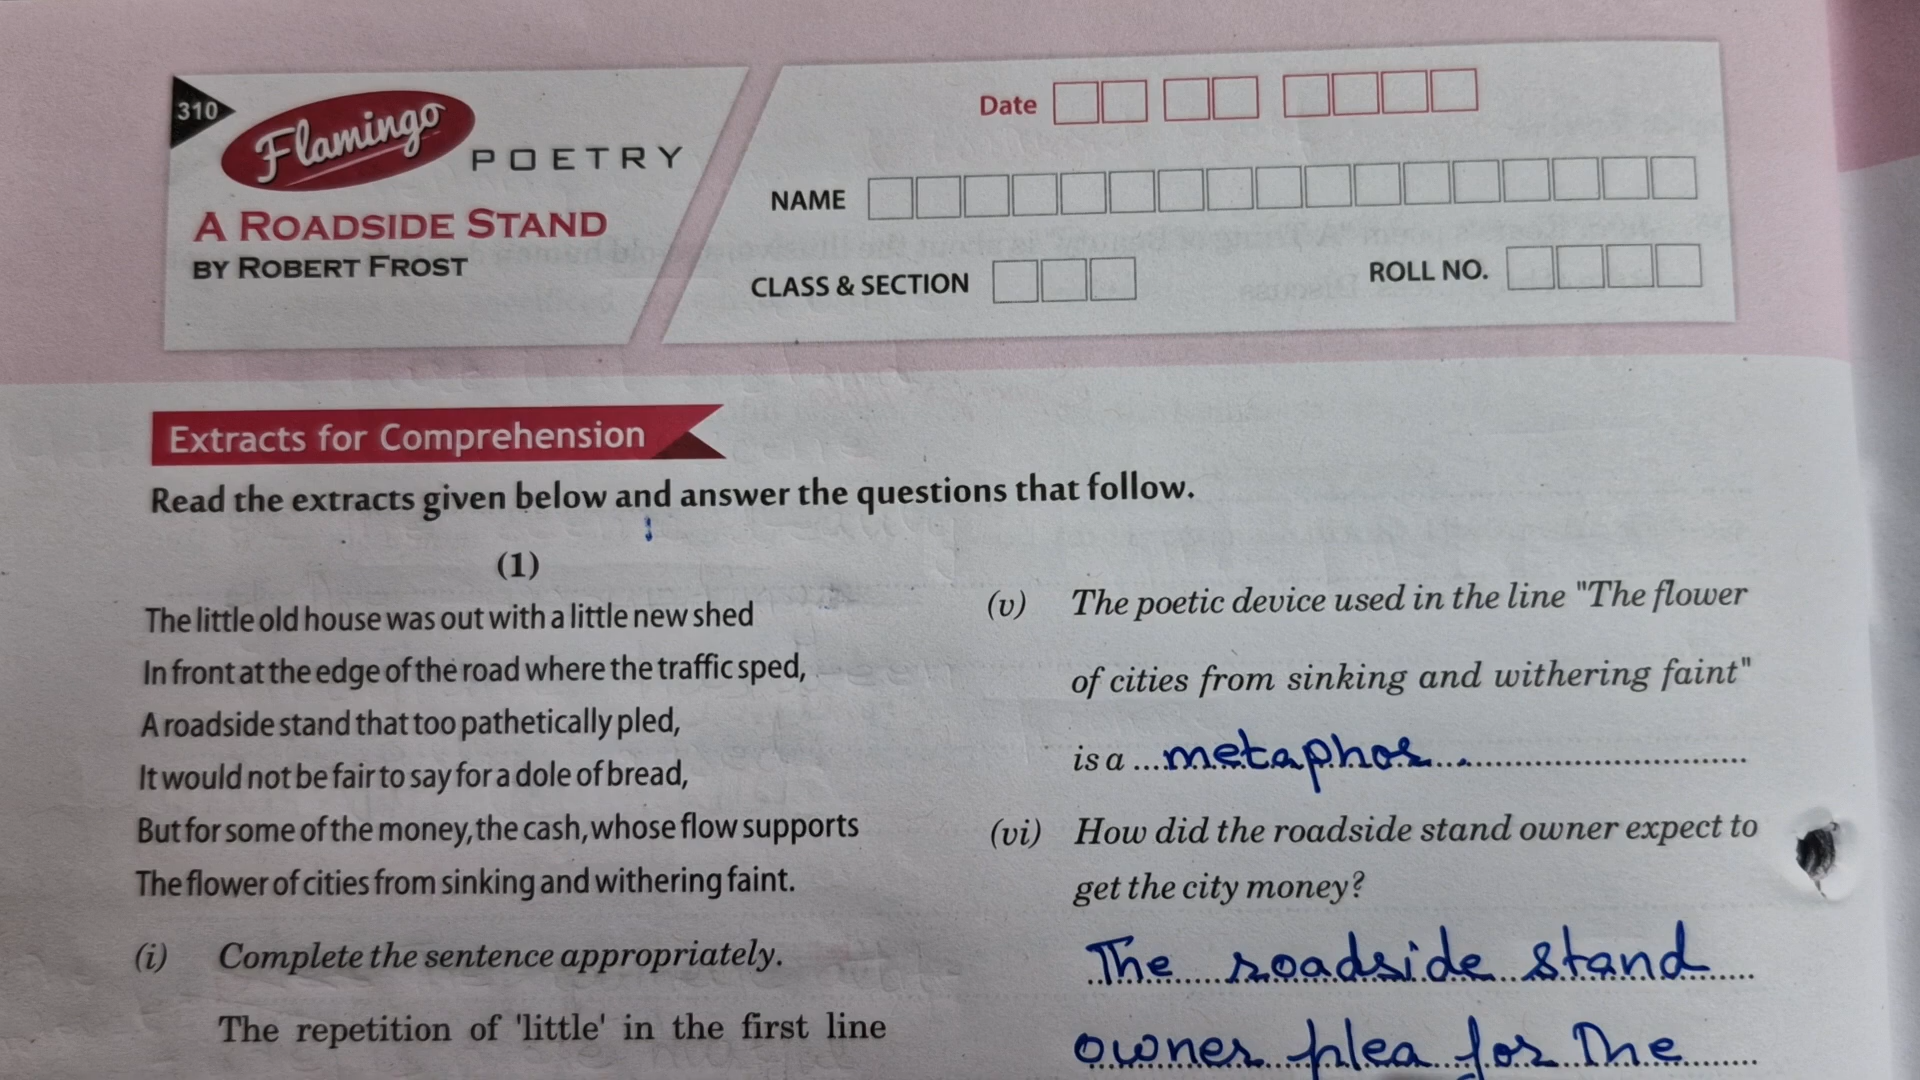 310
Flamingo
POETRY
A ROADSIDE STAND
BY ROBERT FROST
Date
NAME
CLASS & SECTION
ROLL NO.
Extracts for Comprehension
Read the extracts given below and answer the questions that follow.
(1)
The little old house was out with a little new shed
In front at the edge of the road where the traffic sped,
A roadside stand that too pathetically pled,
It would not be fair to say for a dole of bread,
But for some of the money, the cash, whose flow supports
The flower of cities from sinking and withering faint.
(i) Complete the sentence appropriately.
The repetition of 'little' in the first line
(v) The poetic device used in the line "The flower
of cities from sinking and withering faint"
is a ...metaphor...
(vi) How did the roadside stand owner expect to
get the city money?
The roadside stand
owner plea for the